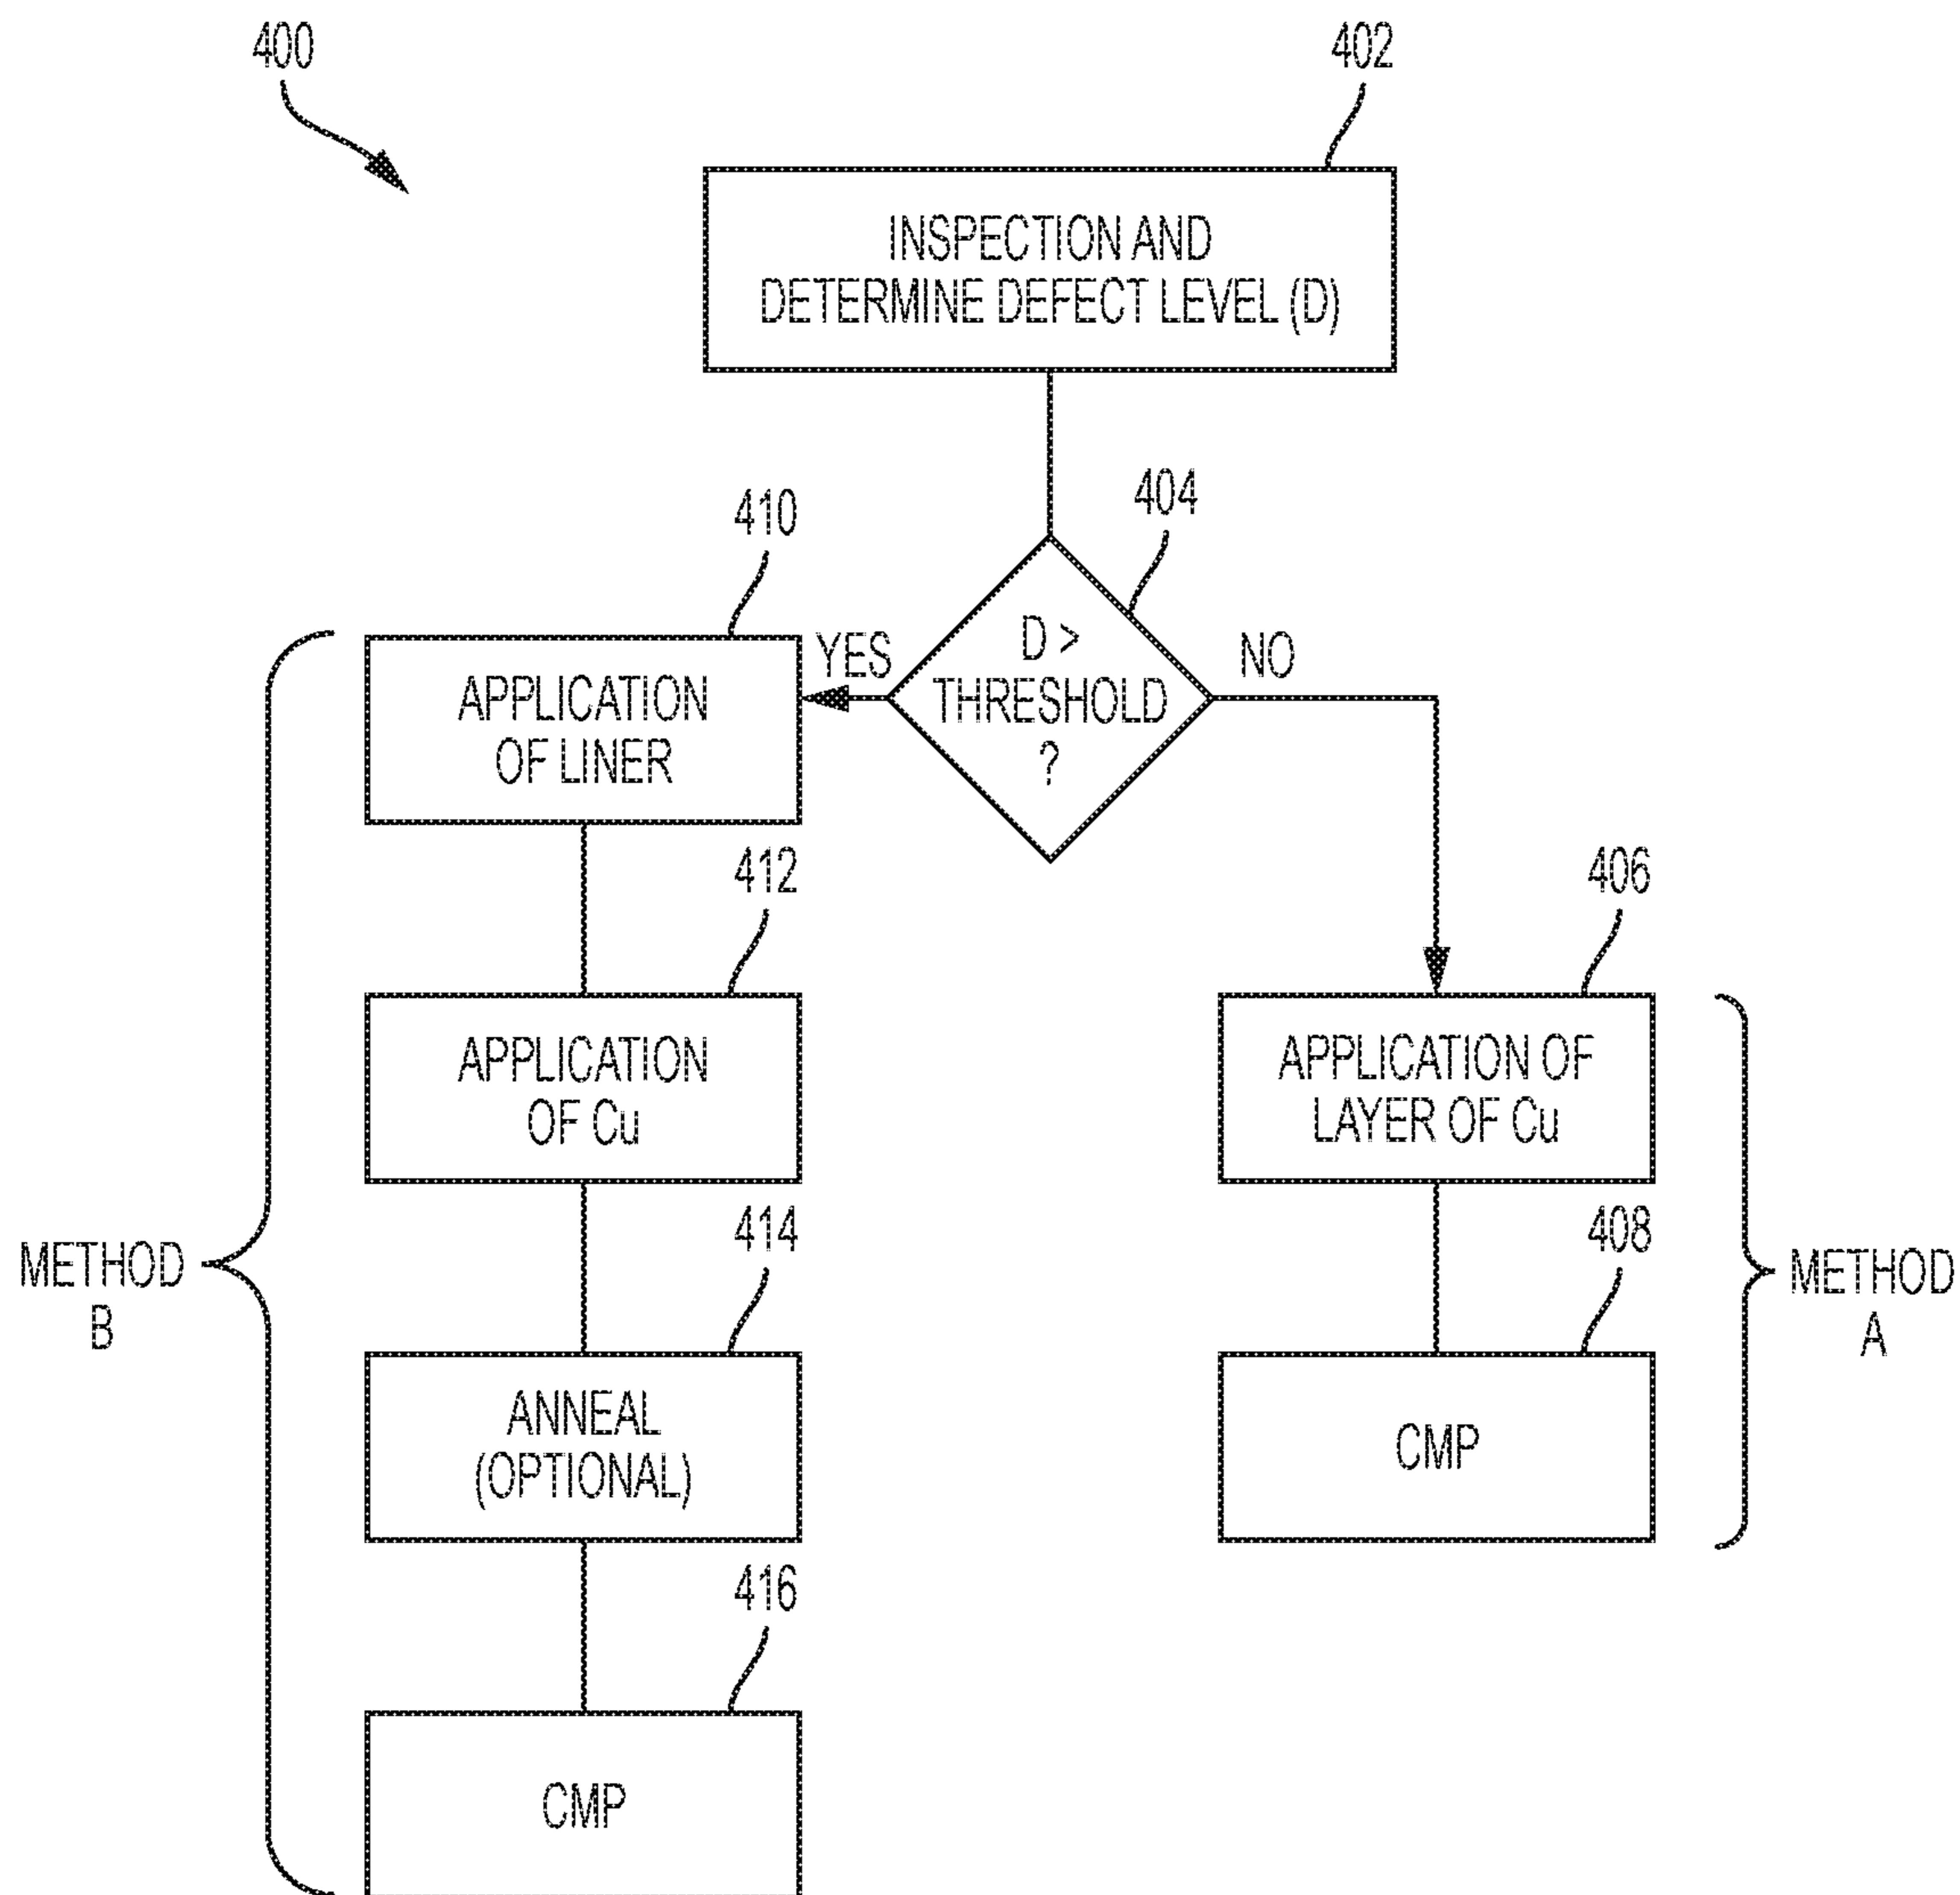 400
402
INSPECTION AND
DETERMINE DEFECT LEVEL (D)
404
D >
THRESHOLD
?
YES
NO
410
APPLICATION
OF LINER
412
APPLICATION
OF Cu
414
ANNEAL
(OPTIONAL)
416
CMP
METHOD
B
406
APPLICATION OF
LAYER OF Cu
408
CMP
METHOD
A